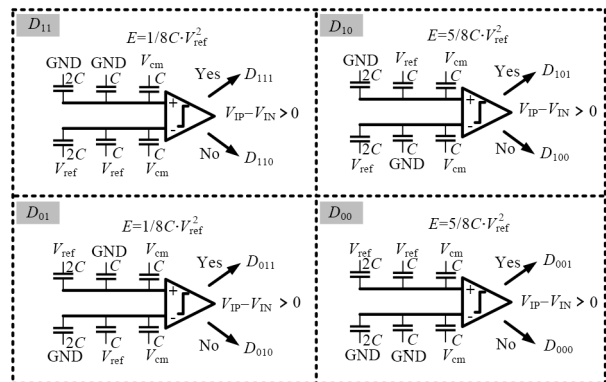 D₁₁
E=1/8C·V²ref
GND GND Vcm
2C C C
Yes D₁₁₁
+
VIP−VIN > 0
-
2C C C
Vref Vref Vcm
No D₁₁₀
D₁₀
E=5/8C·V²ref
GND Vref Vcm
2C C C
Yes D₁₀₁
+
VIP−VIN > 0
-
2C C C
Vref GND Vcm
No D₁₀₀
D₀₁
E=1/8C·V²ref
Vref GND Vcm
2C C C
Yes D₀₁₁
+
VIP−VIN > 0
-
2C C C
GND Vref Vcm
No D₀₁₀
D₀₀
E=5/8C·V²ref
Vref Vref Vcm
2C C C
Yes D₀₀₁
+
VIP−VIN > 0
-
2C C C
GND GND Vcm
No D₀₀₀